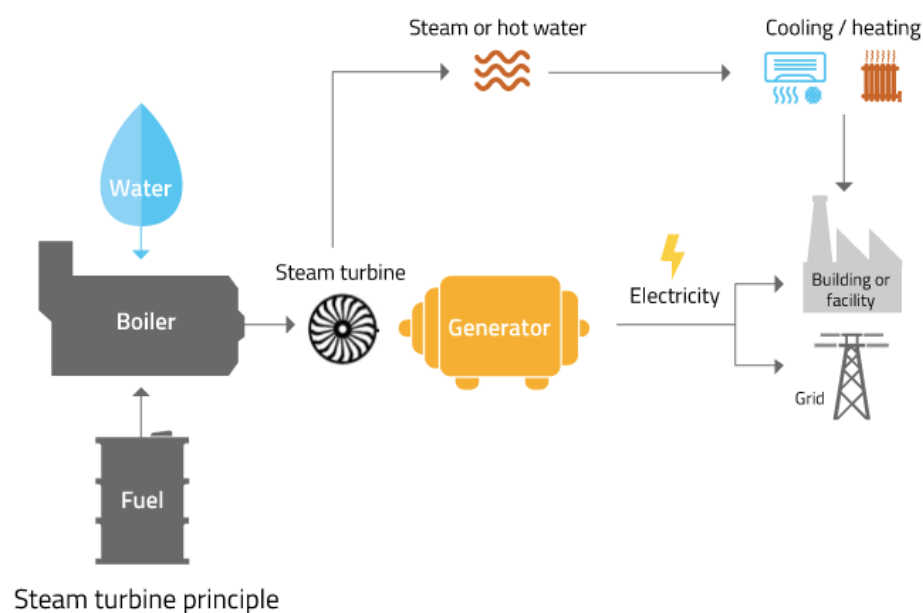 Steam or hot water
Cooling / heating
Water
Steam turbine
Boiler
Generator
Electricity
Building or
facility
Grid
Fuel
Steam turbine principle